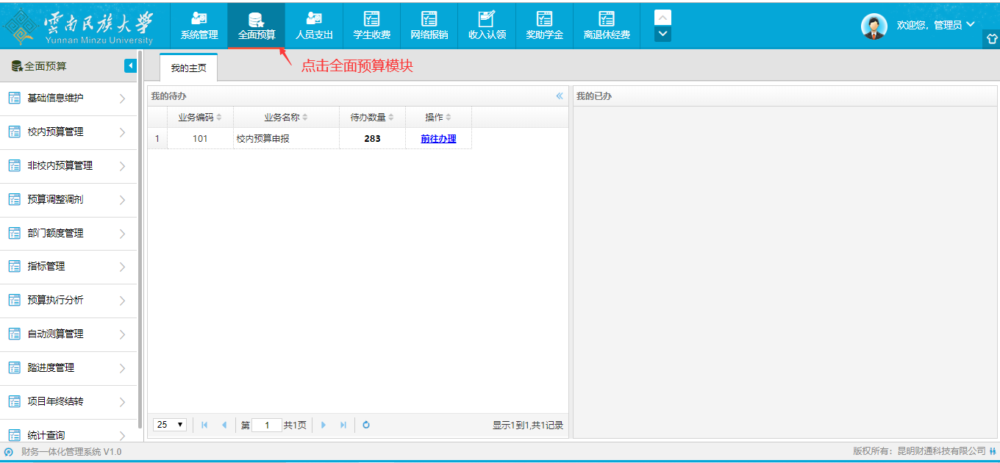 雲南民族大學
Yunnan Minzu University
系统管理
全面预算
人员支出
学生收费
网络报销
收入认领
奖助学金
离退休经费
欢迎您, 管理员
点击全面预算模块
全面预算
我的主页
基础信息维护
校内预算管理
非校内预算管理
预算调整调剂
部门额度管理
指标管理
预算执行分析
自动测算管理
踏进度管理
项目年终结转
统计查询
我的待办
我的已办
业务编码 业务名称 待办数量 操作
1 101 校内预算申报 283 前往办理
25 第 1 共1页 显示1到1,共1记录
财务一体化管理系统 V1.0
版权所有：昆明财通科技有限公司